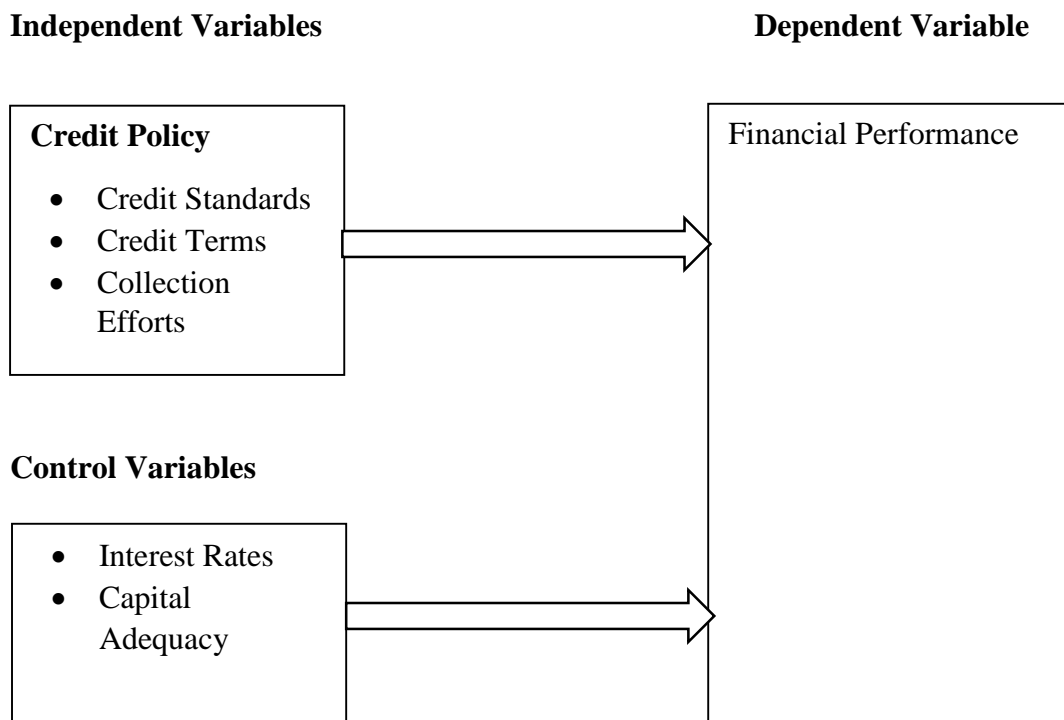 Independent Variables
Dependent Variable
Credit Policy
• Credit Standards
• Credit Terms
• Collection
Efforts
Financial Performance
Control Variables
• Interest Rates
• Capital
Adequacy